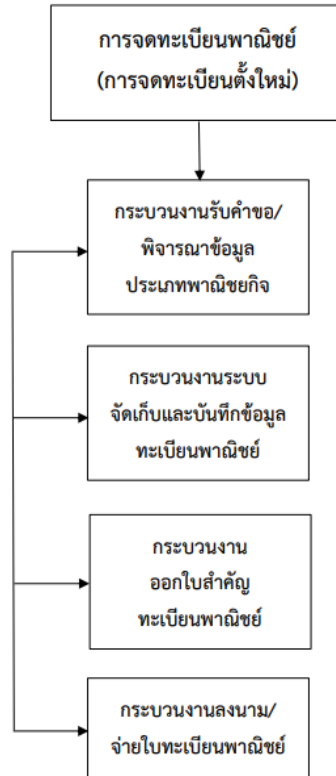 การจดทะเบียนพาณิชย์
(การจดทะเบียนตั้งใหม่)
กระบวนงานรับคำขอ/
พิจารณาข้อมูล
ประเภทพาณิชยกิจ
กระบวนงานระบบ
จัดเก็บและบันทึกข้อมูล
ทะเบียนพาณิชย์
กระบวนงาน
ออกใบสำคัญ
ทะเบียนพาณิชย์
กระบวนงานลงนาม/
จ่ายใบทะเบียนพาณิชย์